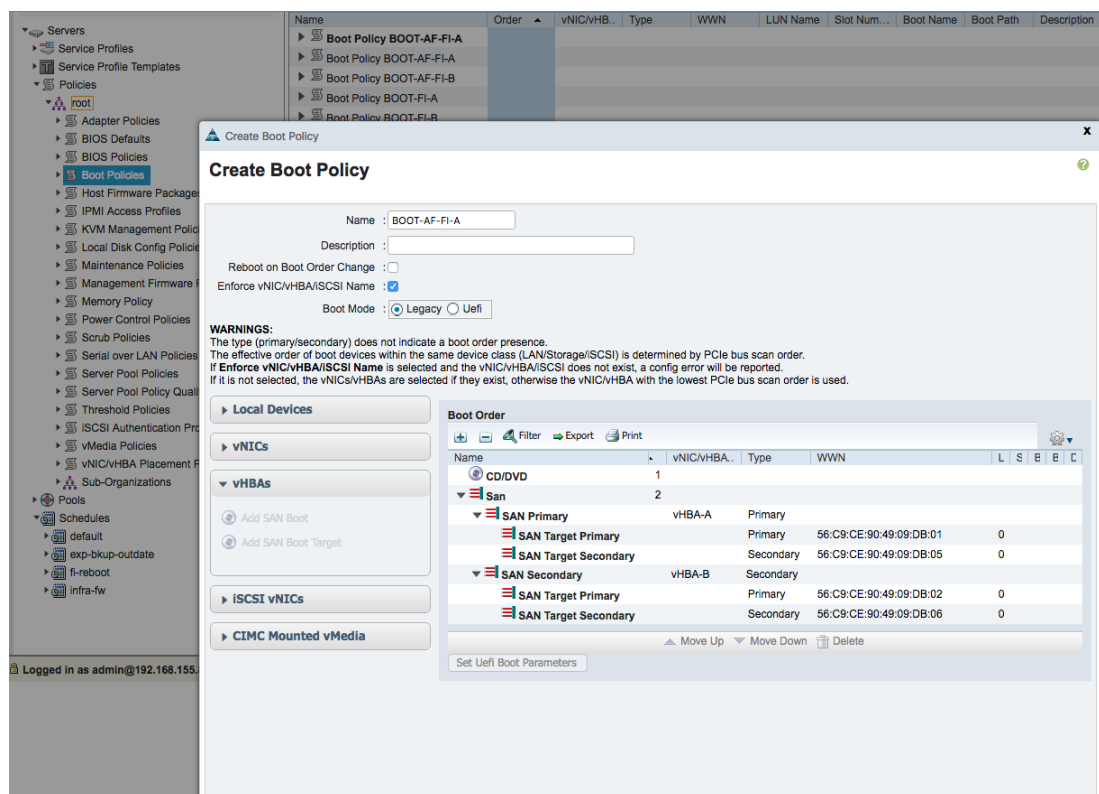 Name Order vNIC/vHB.. Type WWN LUN Name Slot Num... Boot Name Boot Path Description
Servers
Service Profiles
Service Profile Templates
Policies
root
Adapter Policies
BIOS Defaults
BIOS Policies
Boot Policies
Host Firmware Packages
IPMI Access Profiles
KVM Management Polic
Local Disk Config Policie
Maintenance Policies
Management Firmware
Memory Policy
Power Control Policies
Scrub Policies
Serial over LAN Policies
Server Pool Policies
Server Pool Policy Quali
Threshold Policies
iSCSI Authentication Pro
vMedia Policies
vNIC/vHBA Placement P
Sub-Organizations
Pools
Schedules
default
exp-bkup-outdate
fi-reboot
infra-fw
Logged in as admin@192.168.155.
Boot Policy BOOT-AF-FI-A
Boot Policy BOOT-AF-FI-A
Boot Policy BOOT-AF-FI-B
Boot Policy BOOT-FI-A
Boot Policy BOOT-FI-B
Create Boot Policy x
Create Boot Policy ?
Name : BOOT-AF-FI-A
Description :
Reboot on Boot Order Change :
Enforce vNIC/vHBA/iSCSI Name :
Boot Mode : Legacy Uefi
WARNINGS:
The type (primary/secondary) does not indicate a boot order presence.
The effective order of boot devices within the same device class (LAN/Storage/iSCSI) is determined by PCIe bus scan order.
If Enforce vNIC/vHBA/iSCSI Name is selected and the vNIC/vHBA/iSCSI does not exist, a config error will be reported.
If it is not selected, the vNICs/vHBAs are selected if they exist, otherwise the vNIC/vHBA with the lowest PCIe bus scan order is used.
Local Devices
vNICs
vHBAs
Add SAN Boot
Add SAN Boot Target
iSCSI vNICs
CIMC Mounted vMedia
Boot Order
Filter Export Print
Name vNIC/vHBA.. Type WWN L S B B D
CD/DVD 1
San 2
SAN Primary vHBA-A Primary
SAN Target Primary Primary 56:C9:CE:90:49:09:DB:01 0
SAN Target Secondary Secondary 56:C9:CE:90:49:09:DB:05 0
SAN Secondary vHBA-B Secondary
SAN Target Primary Primary 56:C9:CE:90:49:09:DB:02 0
SAN Target Secondary Secondary 56:C9:CE:90:49:09:DB:06 0
Move Up Move Down Delete
Set Uefi Boot Parameters